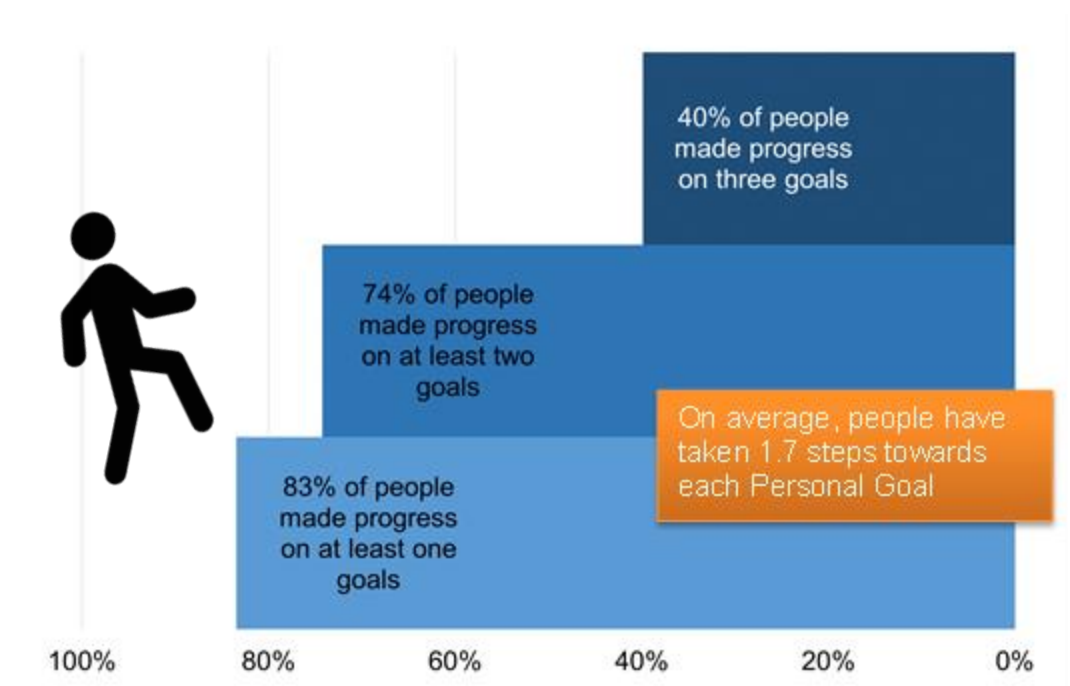 40% of people
made progress
on three goals
74% of people
made progress
on at least two
goals
On average, people have
taken 1.7 steps towards
each Personal Goal
83% of people
made progress
on at least one
goals
100% 80% 60% 40% 20% 0%